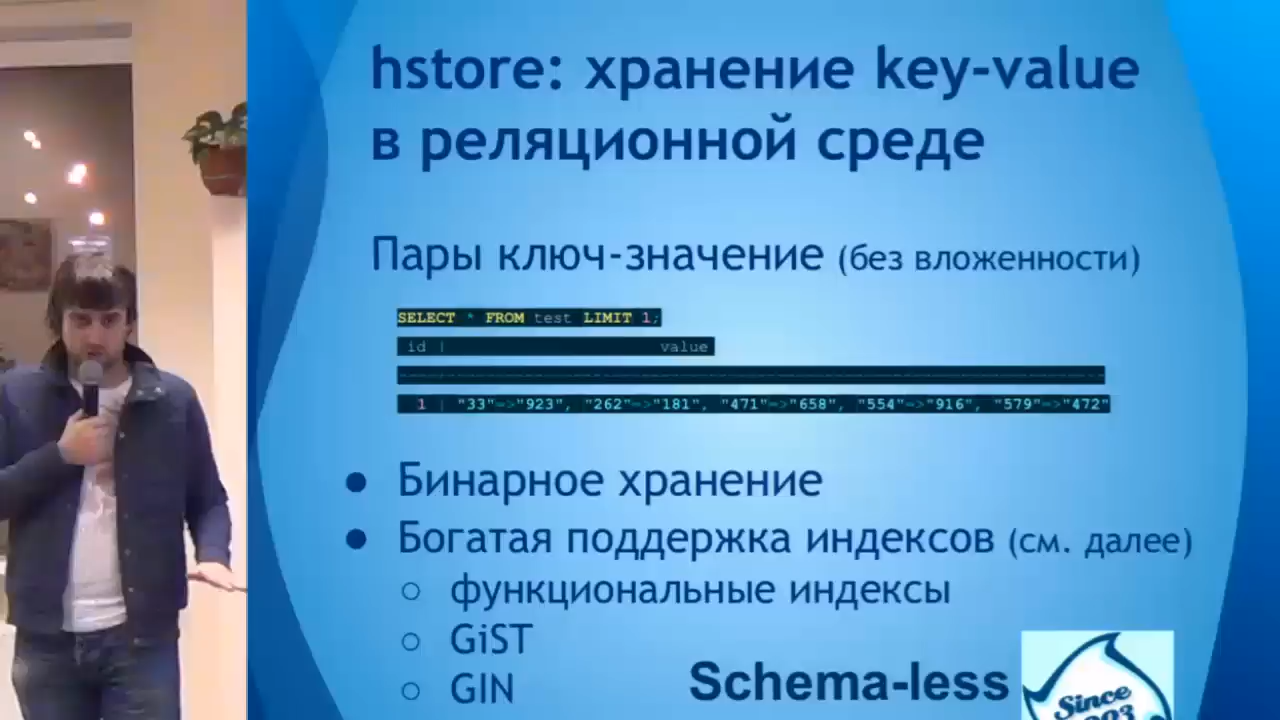 hstore: хранение key-value
в реляционной среде
Пары ключ-значение (без вложенности)
SELECT * FROM test LIMIT 1;
id | value
1 | "33"=>"923", "262"=>"181", "471"=>"658", "554"=>"916", "579"=>"472"
● Бинарное хранение
● Богатая поддержка индексов (см. далее)
○ функциональные индексы
○ GiST
○ GIN
Schema-less
Since